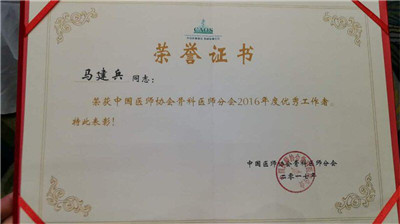 CAOS
荣誉证书
马建兵 同志：
荣获中国医师协会骨科医师分会2016年度优秀工作者，
特此表彰！
中国医师协会骨科医师分会
二零一七年